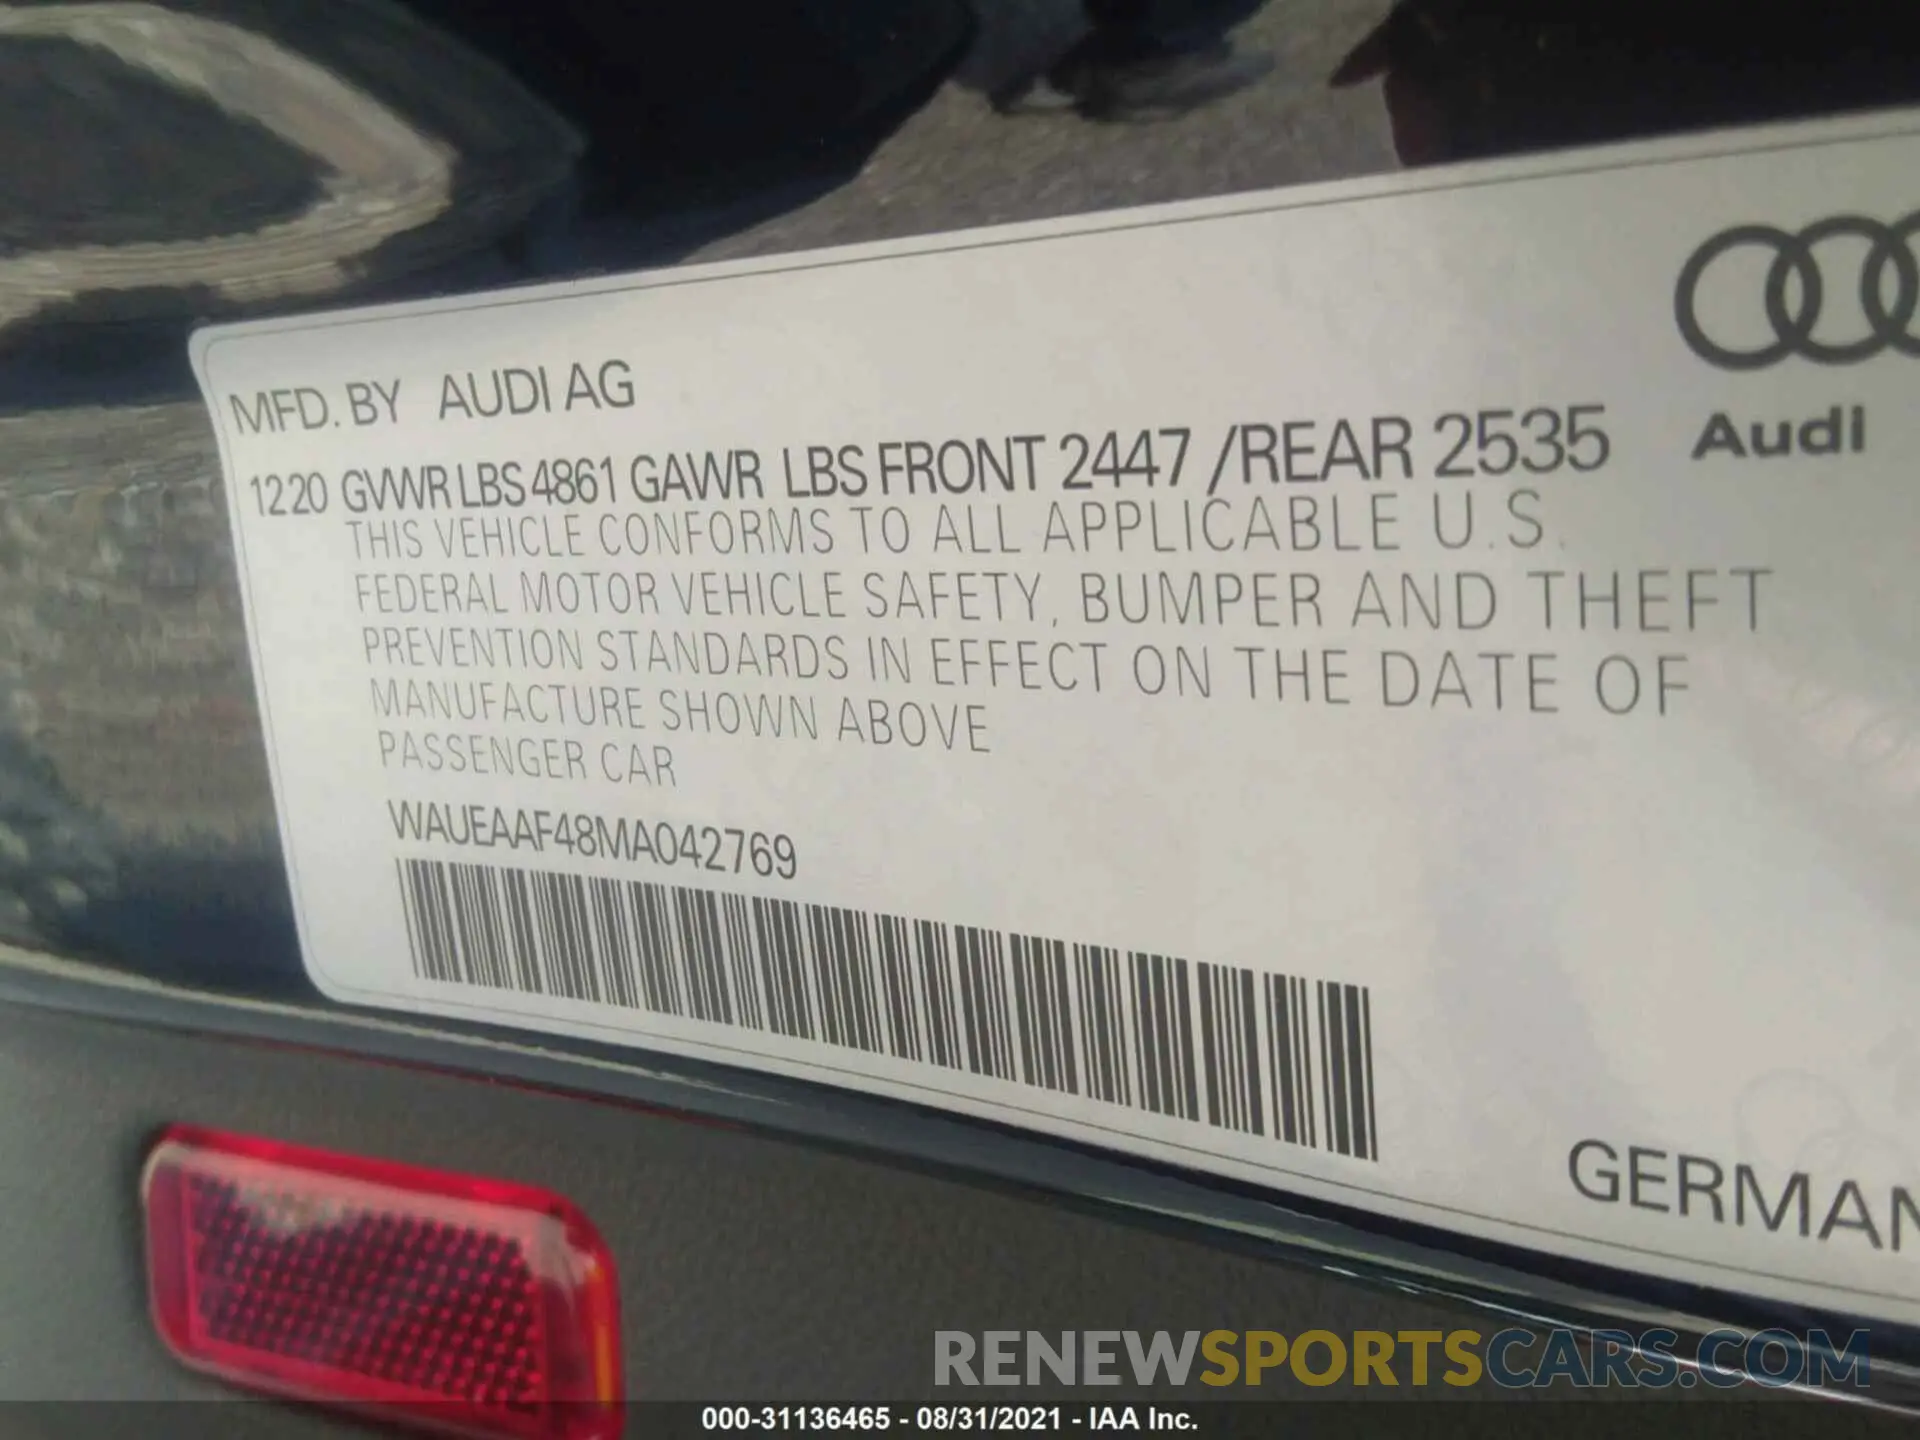 MFD. BY AUDI AG
1220 GVWR LBS 4861 GAWR LBS FRONT 2447 /REAR 2535
Audi
THIS VEHICLE CONFORMS TO ALL APPLICABLE U.S.
FEDERAL MOTOR VEHICLE SAFETY, BUMPER AND THEFT
PREVENTION STANDARDS IN EFFECT ON THE DATE OF
MANUFACTURE SHOWN ABOVE
PASSENGER CAR
WAUEAAF48MA042769
GERMAN
RENEWSPORTSCARS.COM
000-31136465 - 08/31/2021 - IAA Inc.